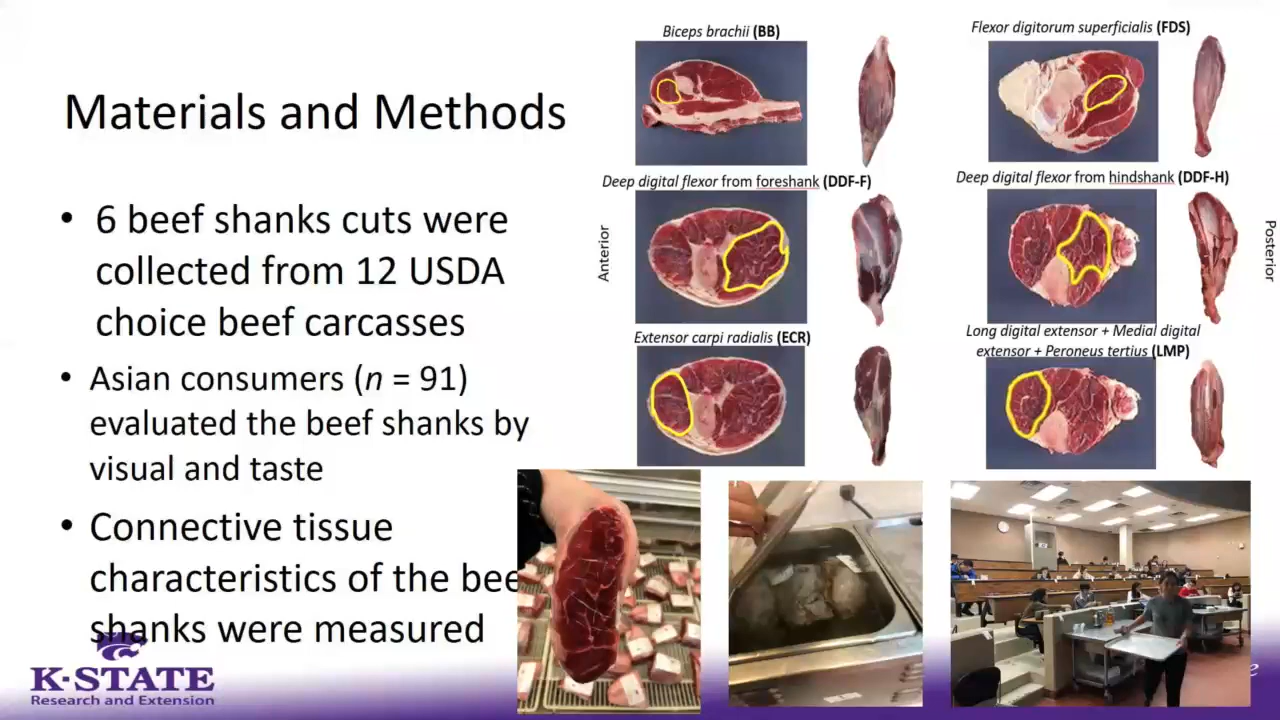 Materials and Methods
• 6 beef shanks cuts were
collected from 12 USDA
choice beef carcasses
• Asian consumers (n = 91)
evaluated the beef shanks by
visual and taste
• Connective tissue
characteristics of the bee
shanks were measured
K-STATE
Research and Extension
Biceps brachii (BB)
Flexor digitorum superficialis (FDS)
Deep digital flexor from foreshank (DDF-F)
Deep digital flexor from hindshank (DDF-H)
Anterior
Posterior
Extensor carpi radialis (ECR)
Long digital extensor + Medial digital
extensor + Peroneus tertius (LMP)